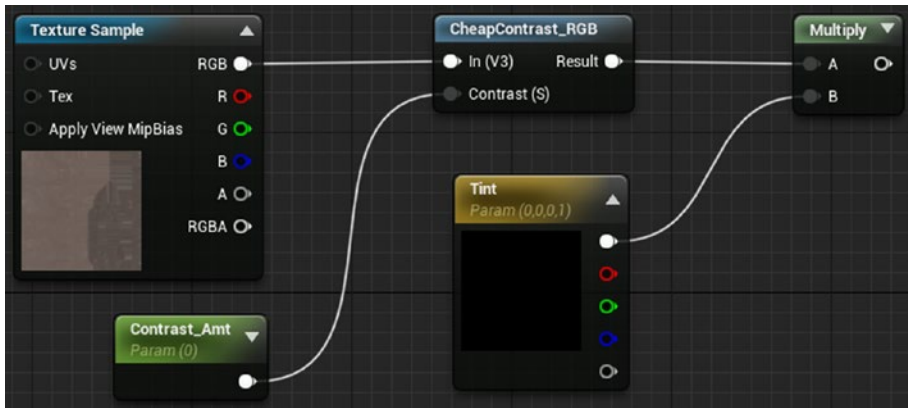 Texture Sample
UVs
RGB
Tex
R
Apply View MipBias
G
B
A
RGBA
CheapContrast_RGB
In (V3)
Result
Contrast (S)
Multiply
A
B
Tint
Param (0,0,0,1)
Contrast_Amt
Param (0)